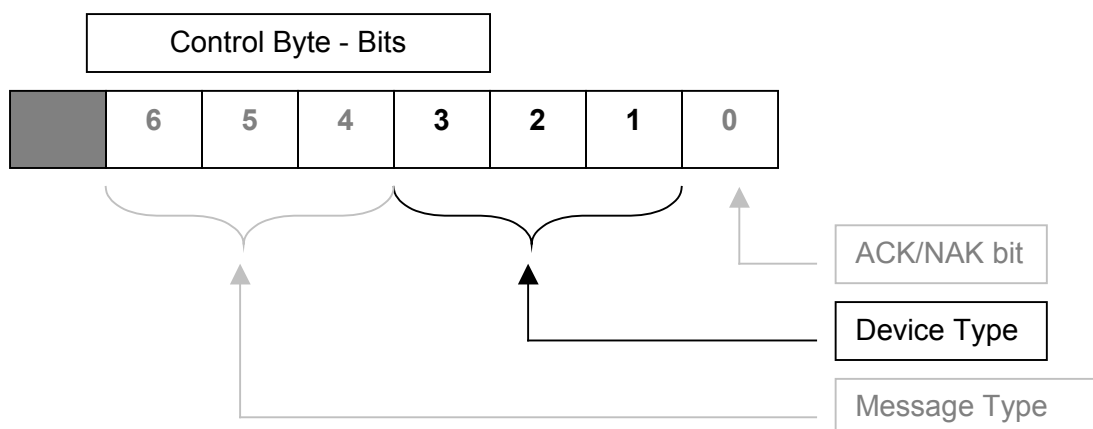 Control Byte - Bits
6 5 4 3 2 1 0
ACK/NAK bit
Device Type
Message Type